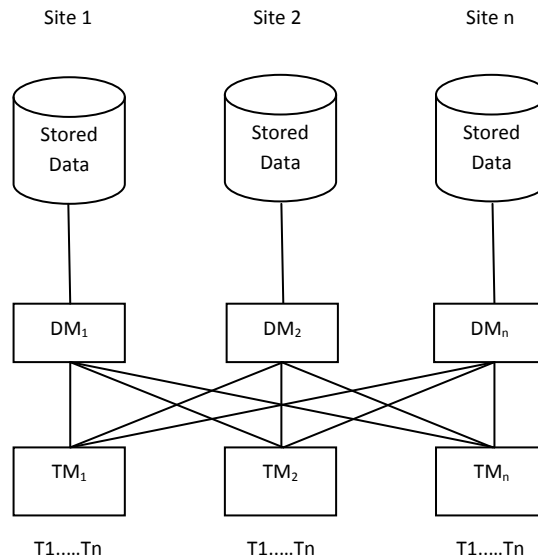 Site 1
Site 2
Site n
Stored
Data
Stored
Data
Stored
Data
DM₁
DM₂
DMₙ
TM₁
TM₂
TMₙ
T1.....Tn
T1.....Tn
T1.....Tn